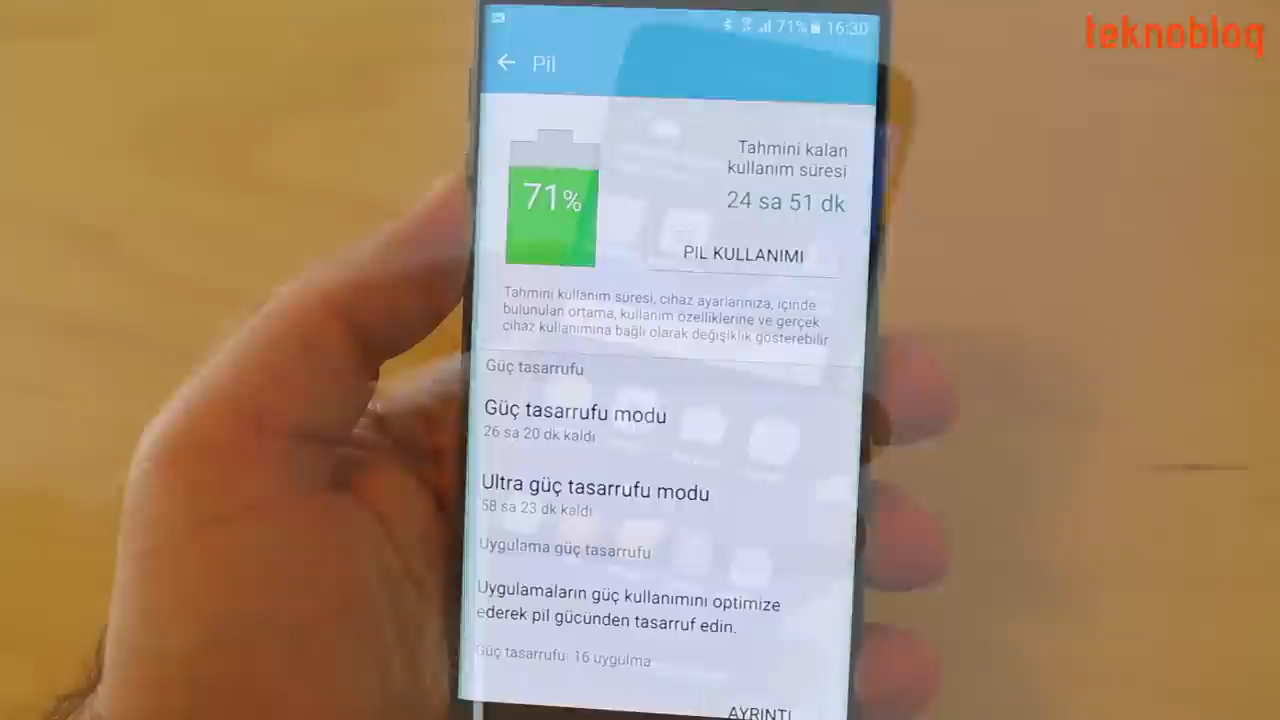 teknoblog
71% 16:30
Pil
71%
Tahmini kalan
kullanım süresi
24 sa 51 dk
PIL KULLANIMI
Tahmini kullanım süresi, cihaz ayarlarınıza, içinde
bulunulan ortama, kullanım özelliklerine ve gerçek
cihaz kullanımına bağlı olarak değişiklik gösterebilir
Güç tasarrufu
Güç tasarrufu modu
26 sa 20 dk kaldı
Ultra güç tasarrufu modu
58 sa 23 dk kaldı
Uygulama güç tasarrufu
Uygulamaların güç kullanımını optimize
ederek pil gücünden tasarruf edin.
Güç tasarrufu: 16 uygulma
AYRINTI